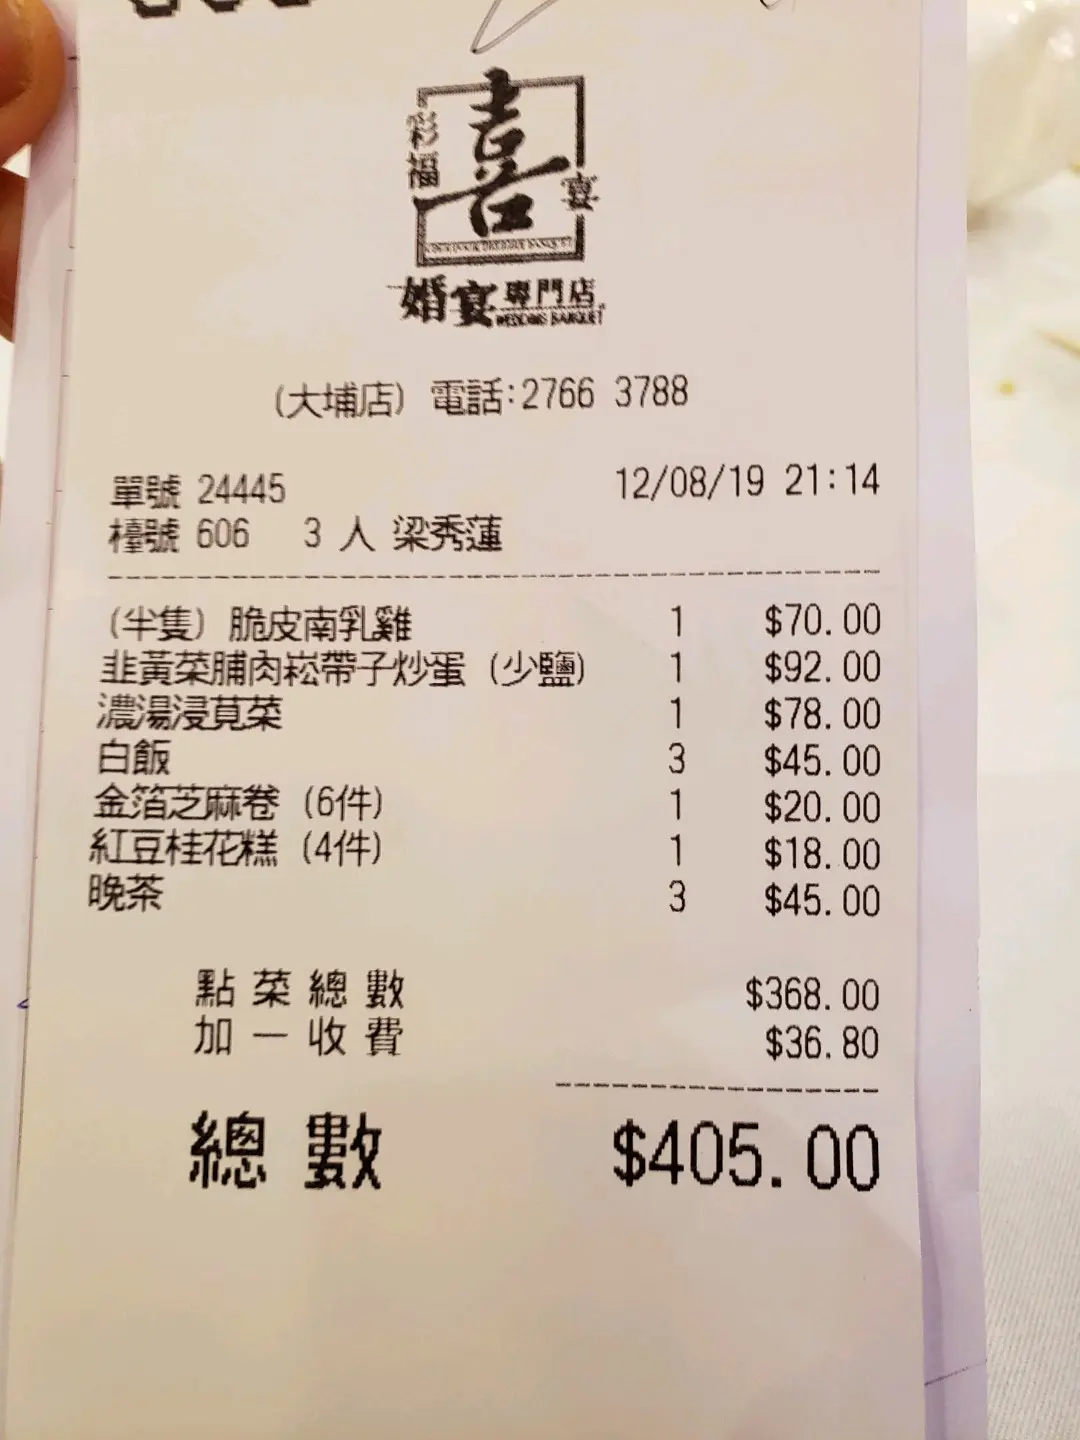 彩福
喜
囍
婚宴專門店
WEDDING BANQUET
(大埔店) 電話:2766 3788
單號 24445 12/08/19 21:14
檯號 606 3 人 梁秀蓮
(半隻) 脆皮南乳雞 1 $70.00
韭黃菜脯肉崧帶子炒蛋 (少鹽) 1 $92.00
濃湯浸莧菜 1 $78.00
白飯 3 $45.00
金箔芝麻卷 (6件) 1 $20.00
紅豆桂花糕 (4件) 1 $18.00
晚茶 3 $45.00
點菜總數 $368.00
加一收費 $36.80
總數 $405.00